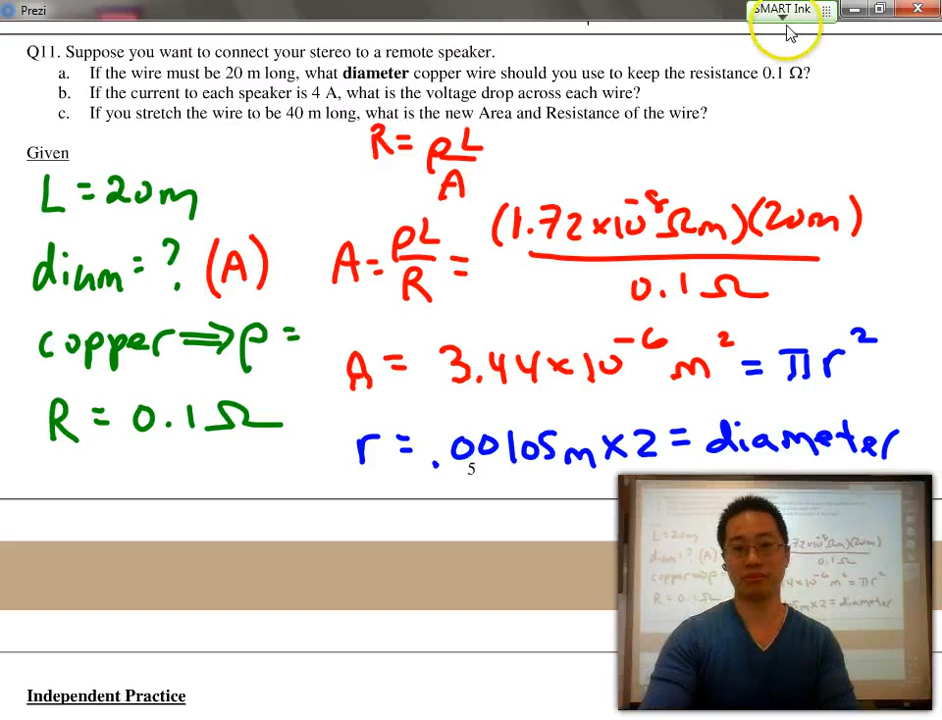 Prezi
SMART Ink
Q11. Suppose you want to connect your stereo to a remote speaker.
a. If the wire must be 20 m long, what diameter copper wire should you use to keep the resistance 0.1 Ω?
b. If the current to each speaker is 4 A, what is the voltage drop across each wire?
c. If you stretch the wire to be 40 m long, what is the new Area and Resistance of the wire?
Given
R = ρL/A
L = 20m
diam = ? (A)
A = ρL/R = (1.72×10⁻⁸Ωm)(20m)/0.1Ω
copper ⇒ ρ =
A = 3.44×10⁻⁶ m² = πr²
R = 0.1Ω
r = .00105m × 2 = diameter
5
Independent Practice